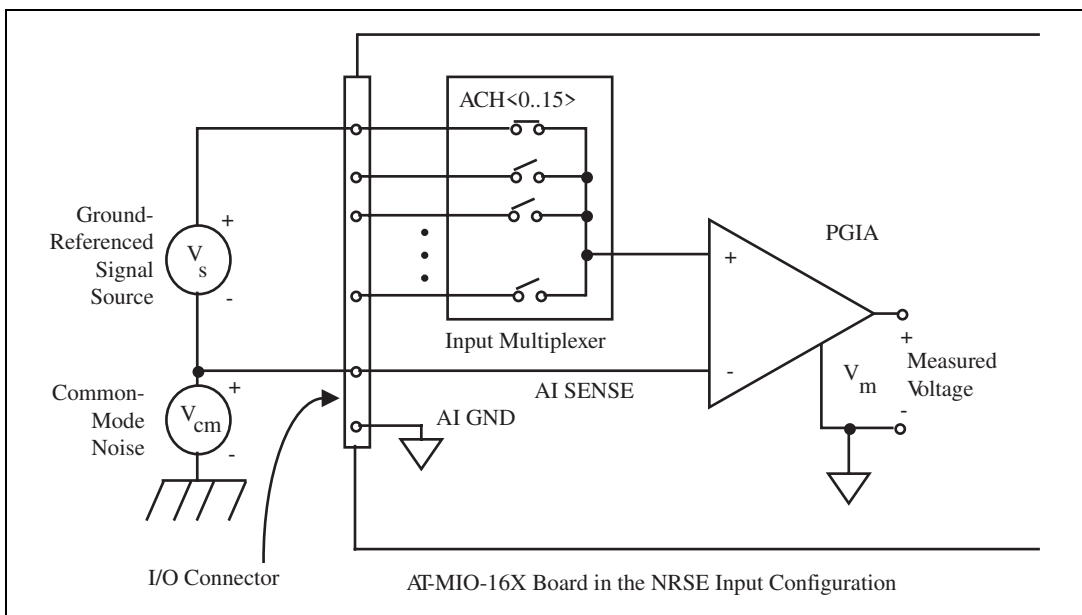 ACH<0..15>
Ground-
Referenced
Signal
Source
+
V
s
-
+
-
PGIA
Input Multiplexer
+
V
m
-
Measured
Voltage
Common-
Mode
Noise
+
V
cm
-
AI SENSE
AI GND
I/O Connector
AT-MIO-16X Board in the NRSE Input Configuration